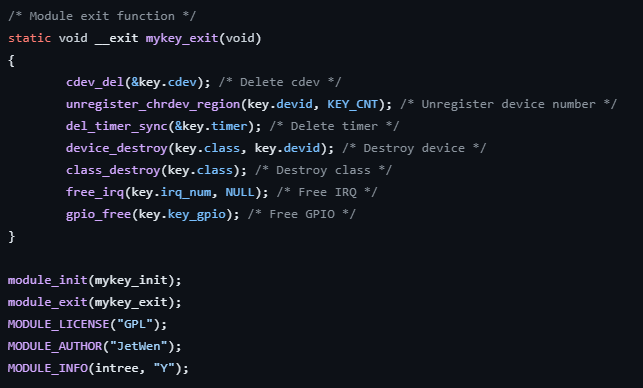 /* Module exit function */
static void __exit mykey_exit(void)
{
        cdev_del(&key.cdev); /* Delete cdev */
        unregister_chrdev_region(key.devid, KEY_CNT); /* Unregister device number */
        del_timer_sync(&key.timer); /* Delete timer */
        device_destroy(key.class, key.devid); /* Destroy device */
        class_destroy(key.class); /* Destroy class */
        free_irq(key.irq_num, NULL); /* Free IRQ */
        gpio_free(key.key_gpio); /* Free GPIO */
}

module_init(mykey_init);
module_exit(mykey_exit);
MODULE_LICENSE("GPL");
MODULE_AUTHOR("JetWen");
MODULE_INFO(intree, "Y");